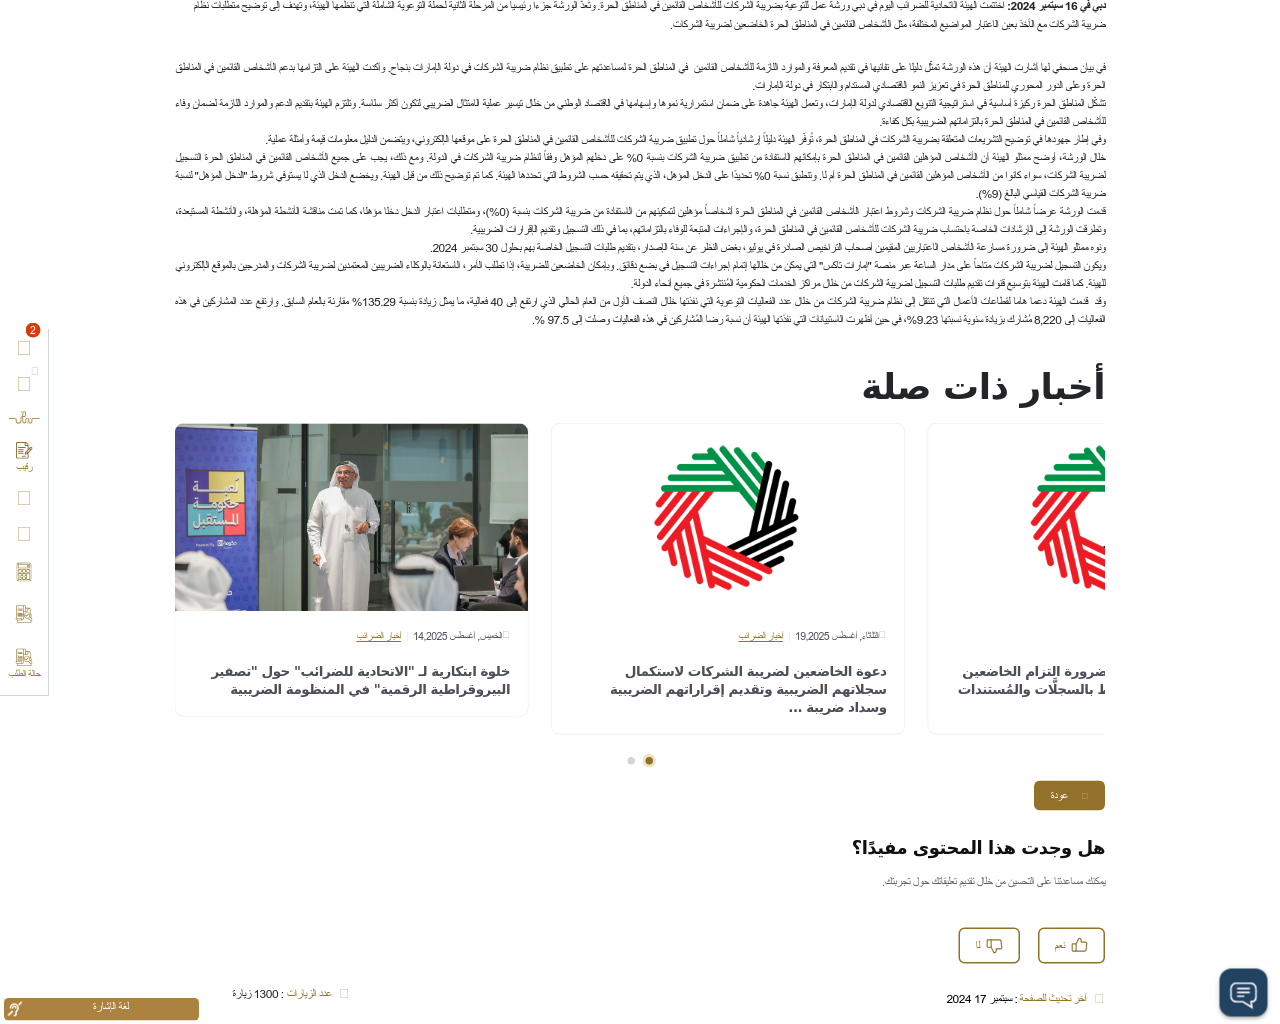 دبي في 16 سبتمبر 2024: اختتمت الهيئة الاتحادية للضرائب اليوم في دبي ورشة عمل للتوعية بضريبة الشركات للأشخاص القائمين في المناطق الحرة. وتُعدّ الورشة جزءا رئيسيا من المرحلة الثانية لحملة التوعوية الشاملة التي تنظمها الهيئة، وتهدف إلى توضيح متطلبات نظام
ضريبة الشركات مع الأخذ بعين الاعتبار المواضيع المختلفة، مثل الأشخاص القائمين في المناطق الحرة الخاضعين لضريبة الشركات.
في بيان صحفي لها أشارت الهيئة أن هذه الورشة تمثّل دليلًا على تفانيها في تقديم المعرفة والموارد اللازمة للأشخاص القائمين في المناطق الحرة لمساعدتهم على تطبيق نظام ضريبة الشركات في دولة الإمارات بنجاح. وأكدت الهيئة على التزامها بدعم الأشخاص القائمين في المناطق
الحرة وعلى الدور المحوري للمناطق الحرة في تعزيز النمو الاقتصادي المستدام والابتكار في دولة الإمارات.
تشكّل المناطق الحرة ركيزة أساسية في استراتيجية التنويع الاقتصادي لدولة الإمارات، وتعمل الهيئة جاهدة على ضمان استمرارية نموها وإسهامها في الاقتصاد الوطني من خلال تيسير عملية الامتثال الضريبي لتكون أكثر سلاسة. وتلتزم الهيئة بتقديم الدعم والموارد اللازمة لضمان وفاء
للأشخاص القائمين في المناطق الحرة بالتزاماتهم الضريبية بكل كفاءة.
وفي إطار جهودها في توضيح التشريعات المتعلقة بضريبة الشركات في المناطق الحرة، تُوفّر الهيئة دليلاً إرشادياً شاملاً حول تطبيق ضريبة الشركات للأشخاص القائمين في المناطق الحرة على موقعها الإلكتروني، ويتضمن الدليل معلومات قيمة وأمثلة عملية.
خلال الورشة، أوضح ممثلو الهيئة أن الأشخاص المؤهلين القائمين في المناطق الحرة بإمكانهم الاستفادة من تطبيق ضريبة الشركات بنسبة 0% على دخلهم المؤهل وفقاً لنظام ضريبة الشركات في الدولة. ومع ذلك، يجب على جميع الأشخاص القائمين في المناطق الحرة التسجيل
لضريبة الشركات، سواء كانوا من الأشخاص المؤهلين القائمين في المناطق الحرة أم لا. وتنطبق نسبة 0% تحديدًا على الدخل المؤهل، الذي يتم تحقيقه حسب الشروط التي تحددها الهيئة. كما تم توضيح ذلك من قبل الهيئة. ويخضع الدخل الذي لا يستوفي شروط "الدخل المؤهل" لنسبة
ضريبة الشركات القياسي البالغ (9%).
قدمت الورشة عرضاً شاملاً حول نظام ضريبة الشركات وشروط اعتبار الأشخاص القائمين في المناطق الحرة أشخاصاً مؤهلين لتمكينهم من الاستفادة من ضريبة الشركات بنسبة (0%)، ومتطلبات اعتبار الدخل دخلا مؤهلًا، كما تمت مناقشة الأنشطة المؤهلة، والأنشطة المستبعدة،
وتطرقت الورشة إلى الإرشادات الخاصة باحتساب ضريبة الشركات للأشخاص القائمين في المناطق الحرة، والإجراءات المتبعة للوفاء بالتزاماتهم، بما في ذلك التسجيل وتقديم الإقرارات الضريبية.
ونوه ممثلو الهيئة إلى ضرورة مسارعة الأشخاص الاعتباريين المقيمين أصحاب التراخيص الصادرة في يوليو، بغض النظر عن سنة الإصدار، بتقديم طلبات التسجيل الخاصة بهم بحلول 30 سبتمبر 2024.
ويكون التسجيل لضريبة الشركات متاحاً على مدار الساعة عبر منصة "إمارات تاكس" التي يمكن من خلالها إتمام إجراءات التسجيل في بضع دقائق. وبإمكان الخاضعين للضريبة، إذا تطلب الأمر، الاستعانة بالوكلاء الضريبيين المعتمدين لضريبة الشركات والمدرجين بالموقع الإلكتروني
للهيئة. كما قامت الهيئة بتوسيع قنوات تقديم طلبات التسجيل لضريبة الشركات من خلال مراكز الخدمات الحكومية المُنتشرة في جميع أنحاء الدولة.
وقد قدمت الهيئة دعما هاما لقطاعات الأعمال التي تنتقل إلى نظام ضريبة الشركات من خلال عدد الفعاليات التوعوية التي نفذتها خلال النصف الأول من العام الحالي الذي ارتفع إلى 40 فعالية، ما يمثل زيادة بنسبة 135.29% مقارنة بالعام السابق. وارتفع عدد المشاركين في هذه
الفعاليات إلى 8,220 مُشارك بزيادة سنوية نسبتها 9.23%، في حين أظهرت الاستبيانات التي نفذتها الهيئة أن نسبة رضا المُشاركين في هذه الفعاليات وصلت إلى 97.5 %.
2
رقيب
حالة الطلب
أخبار ذات صلة
ضرورة التزام الخاضعين
ط بالسجلَّات والمُستندات
الثلاثاء, أغسطس 19,2025 | أخبار الضرائب
دعوة الخاضعين لضريبة الشركات لاستكمال
سجلاتهم الضريبية وتقديم إقراراتهم الضريبية
وسداد ضريبة ...
لعبة
حكومة
المستقبل
الخميس, أغسطس 14,2025 | أخبار الضرائب
خلوة ابتكارية لـ "الاتحادية للضرائب" حول "تصفير
البيروقراطية الرقمية" في المنظومة الضريبية
عودة
هل وجدت هذا المحتوى مفيدًا؟
يمكنك مساعدتنا على التحسين من خلال تقديم تعليقاتك حول تجربتك.
نعم
لا
آخر تحديث للصفحة : سبتمبر 17 2024
عدد الزيارات : 1300 زيارة
لغة الإشارة